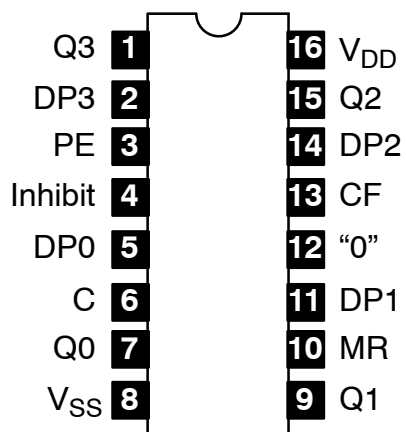 Q3 1 16 VDD
DP3 2 15 Q2
PE 3 14 DP2
Inhibit 4 13 CF
DP0 5 12 “0”
C 6 11 DP1
Q0 7 10 MR
VSS 8 9 Q1